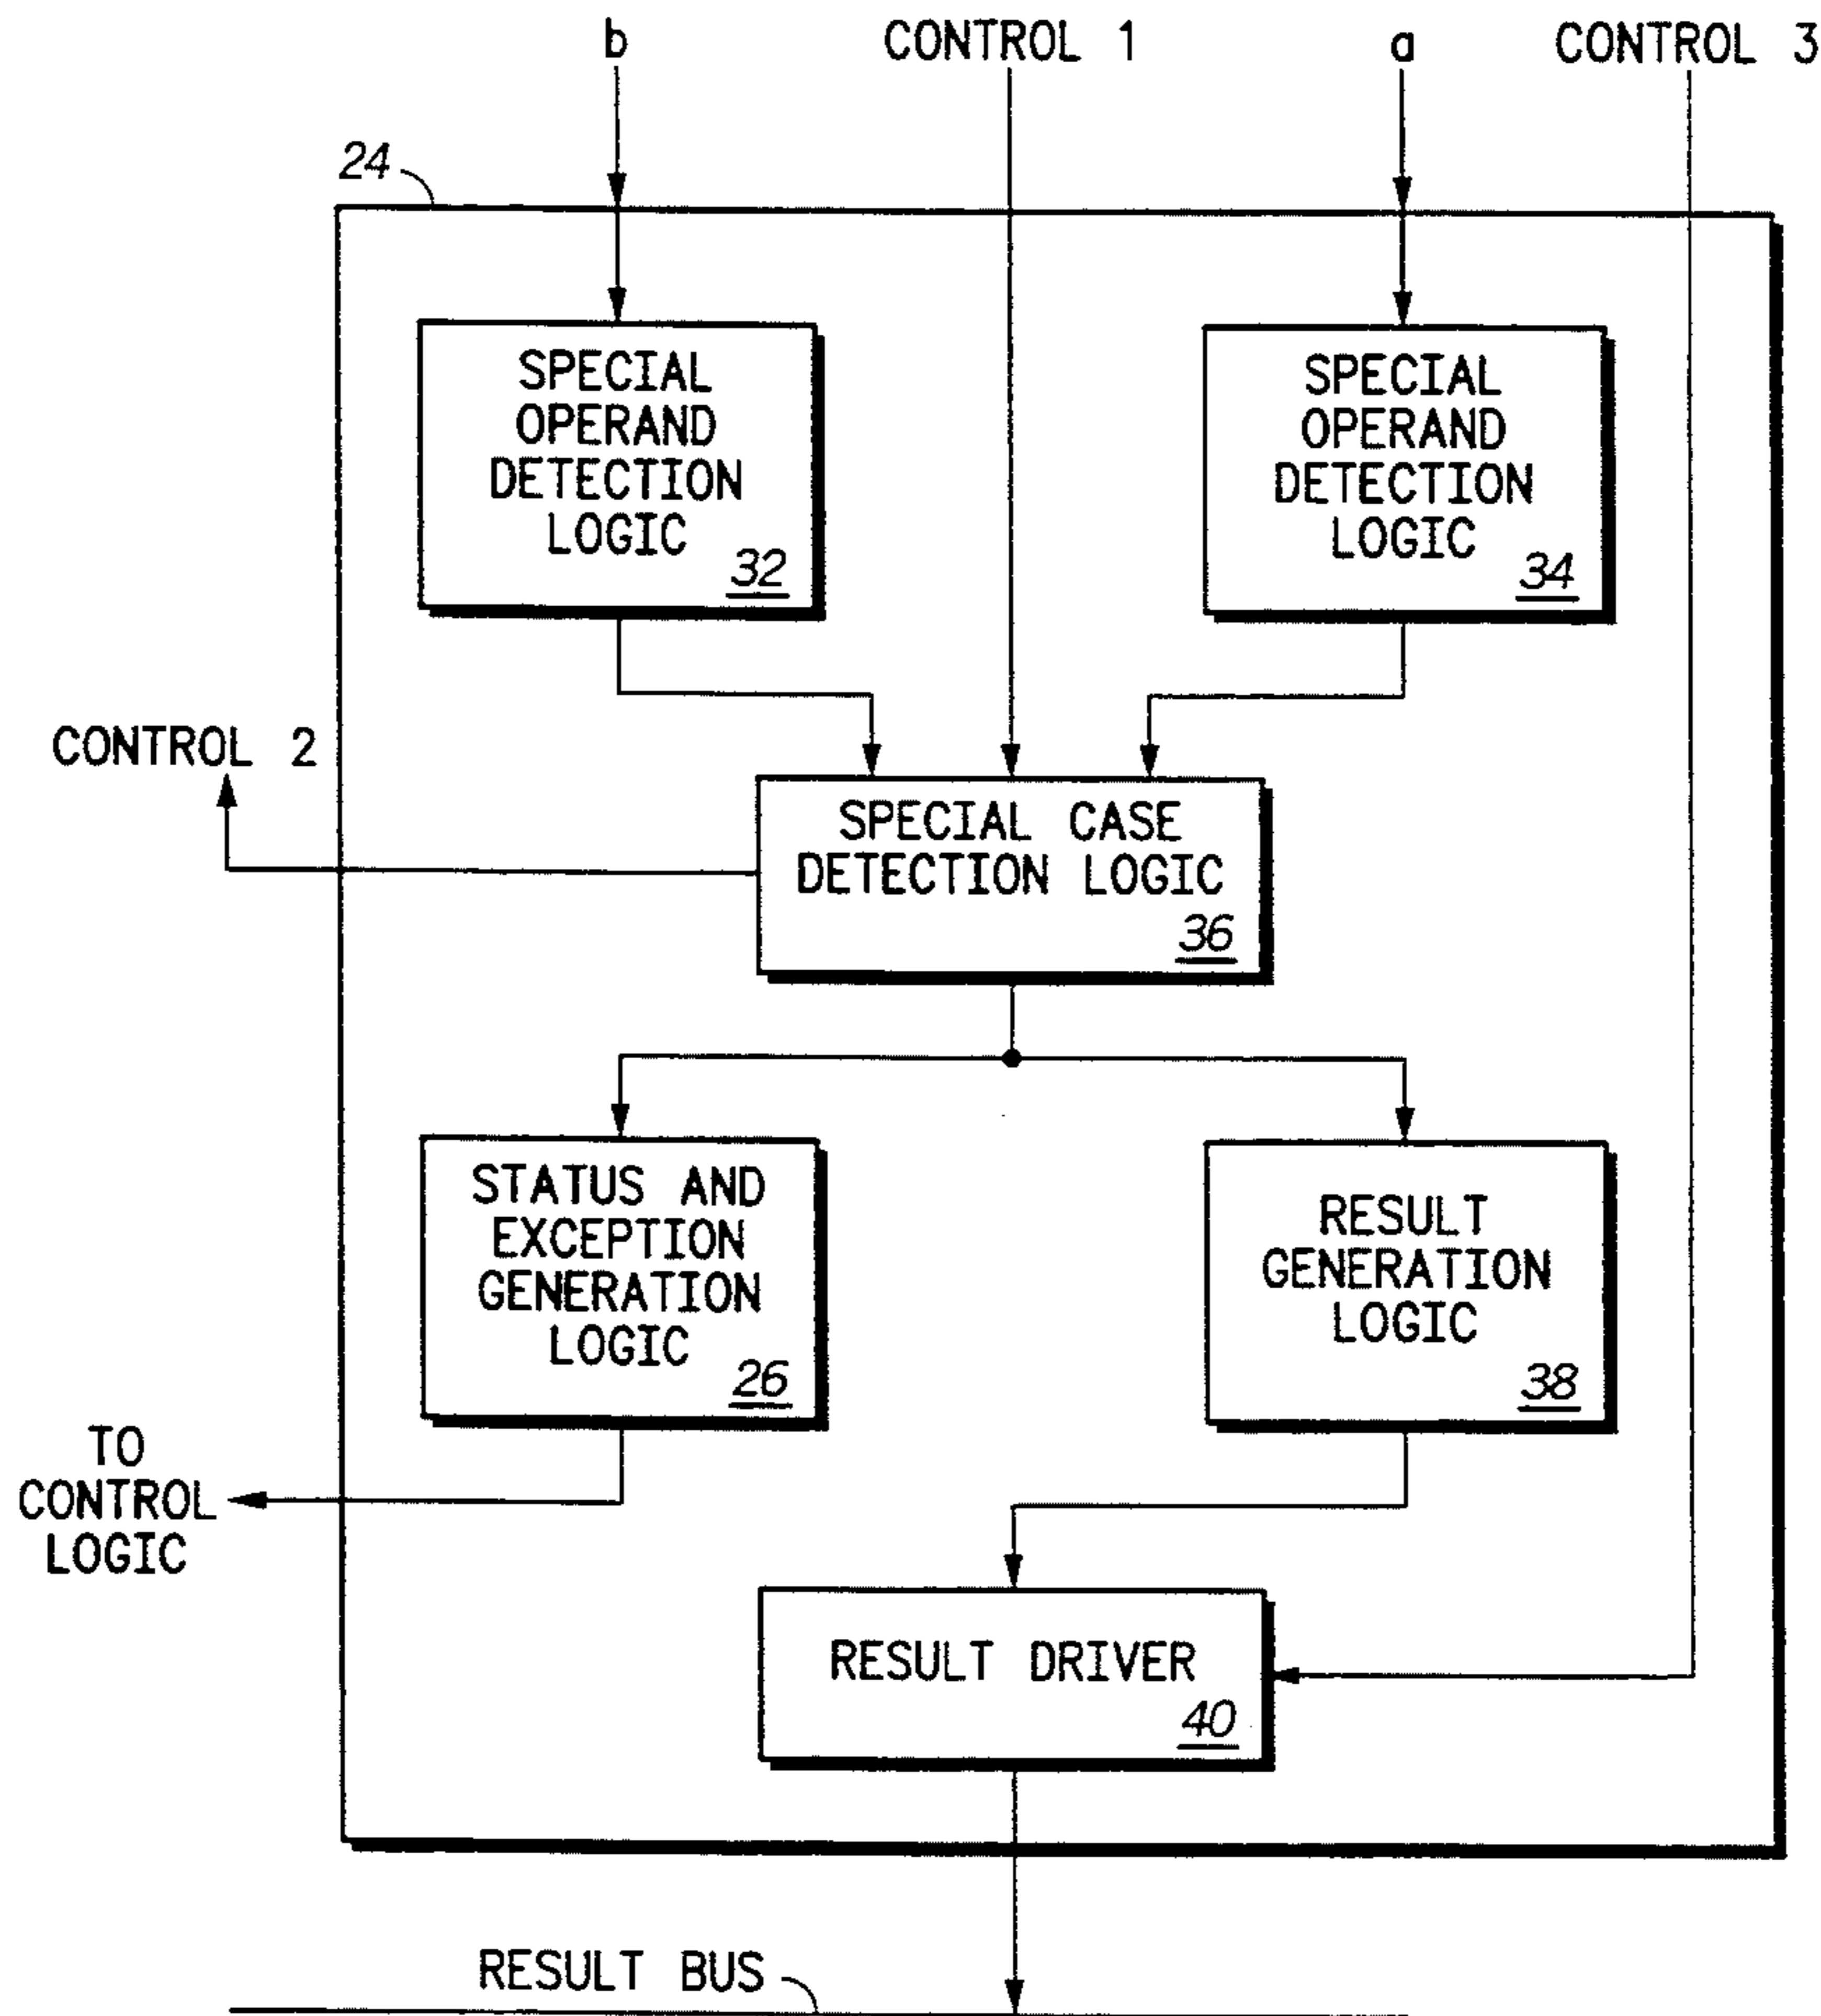 b
CONTROL 1
a
CONTROL 3
24
SPECIAL
OPERAND
DETECTION
LOGIC
32
SPECIAL
OPERAND
DETECTION
LOGIC
34
CONTROL 2
SPECIAL CASE
DETECTION LOGIC
36
STATUS AND
EXCEPTION
GENERATION
LOGIC
26
RESULT
GENERATION
LOGIC
38
TO
CONTROL
LOGIC
RESULT DRIVER
40
RESULT BUS